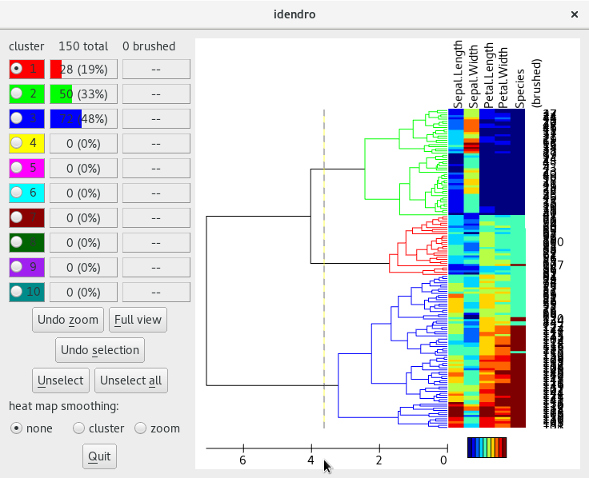 idendro
cluster 150 total 0 brushed
1 28 (19%) --
2 50 (33%) --
3 72 (48%) --
4 0 (0%) --
5 0 (0%) --
6 0 (0%) --
0 (0%) --
8 0 (0%) --
9 0 (0%) --
10 0 (0%) --
Undo zoom Full view
Undo selection
Unselect Unselect all
heat map smoothing:
none cluster zoom
Quit
Sepal.Length
Sepal.Width
Petal.Length
Petal.Width
Species
(brushed)
6 4 2 0